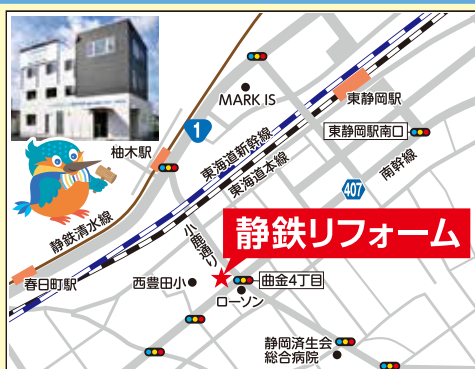 MARK IS
東静岡駅
1
東静岡駅南口
柚木駅
東海道新幹線
東海道本線
南幹線
407
静鉄清水線
小鹿通り
静鉄リフォーム
春日町駅
西豊田小
曲金4丁目
ローソン
静岡済生会
総合病院